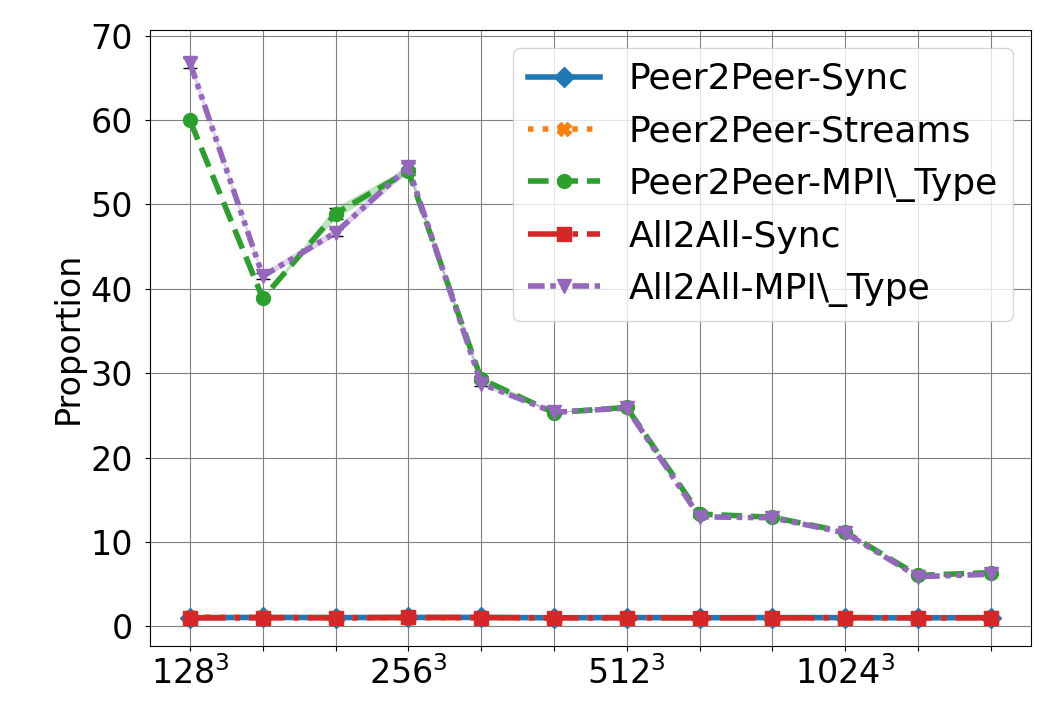 70
60
50
40
30
20
10
0
Proportion
Peer2Peer-Sync
Peer2Peer-Streams
Peer2Peer-MPI\_Type
All2All-Sync
All2All-MPI\_Type
128³ 256³ 512³ 1024³